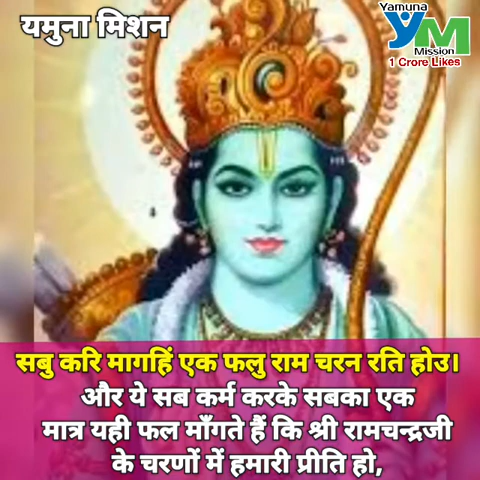 यमुना मिशन
Yamuna
YM
Mission
1 Crore Likes
सबु करि मागहिं एक फलु राम चरन रति होउ।
और ये सब कर्म करके सबका एक
मात्र यही फल माँगते हैं कि श्री रामचन्द्रजी
के चरणों में हमारी प्रीति हो,